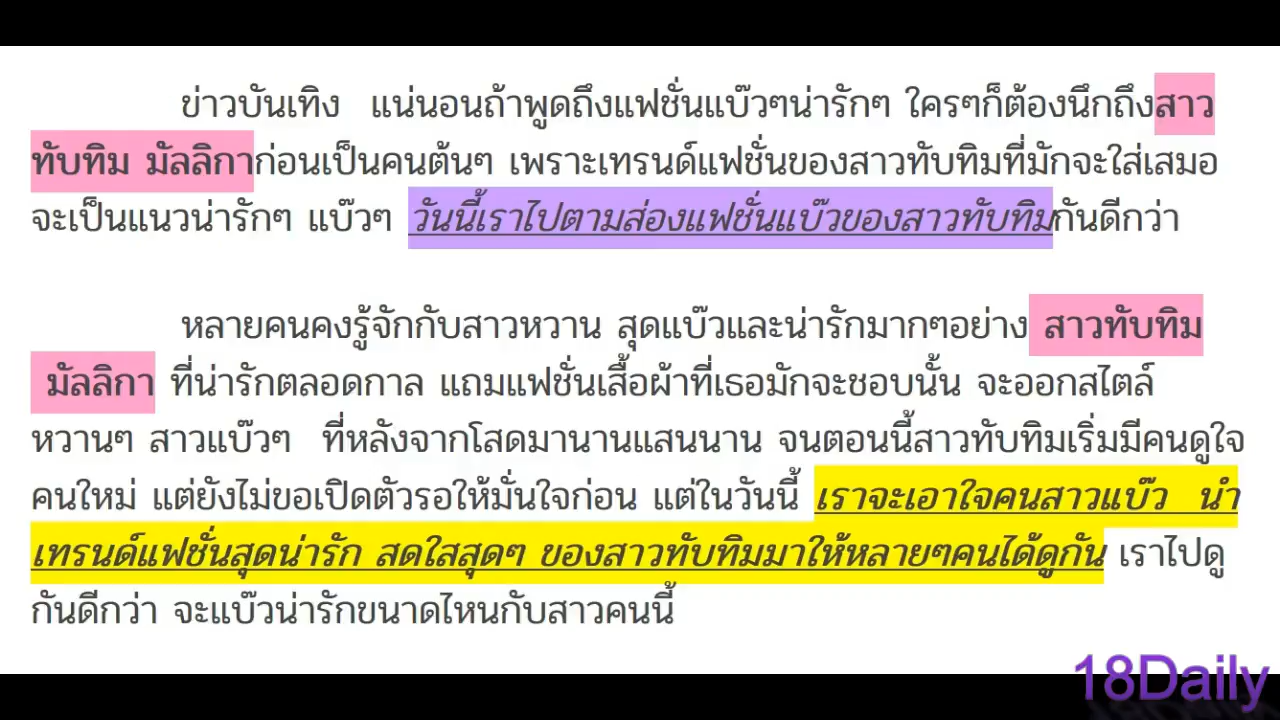 ข่าวบันเทิง แน่นอนถ้าพูดถึงแฟชั่นแบ๊วๆน่ารักๆ ใครๆก็ต้องนึกถึงสาว
ทับทิม มัลลิกาก่อนเป็นคนต้นๆ เพราะเทรนด์แฟชั่นของสาวทับทิมที่มักจะใส่เสมอ
จะเป็นแนวน่ารักๆ แบ๊วๆ วันนี้เราไปตามส่องแฟชั่นแบ๊วของสาวทับทิมกันดีกว่า
หลายคนคงรู้จักกับสาวหวาน สุดแบ๊วและน่ารักมากๆอย่าง สาวทับทิม
มัลลิกา ที่น่ารักตลอดกาล แถมแฟชั่นเสื้อผ้าที่เธอมักจะชอบนั้น จะออกสไตล์
หวานๆ สาวแบ๊วๆ ที่หลังจากโสดมานานแสนนาน จนตอนนี้สาวทับทิมเริ่มมีคนดูใจ
คนใหม่ แต่ยังไม่ขอเปิดตัวรอให้มั่นใจก่อน แต่ในวันนี้ เราจะเอาใจคนสาวแบ๊ว นำ
เทรนด์แฟชั่นสุดน่ารัก สดใสสุดๆ ของสาวทับทิมมาให้หลายๆคนได้ดูกัน เราไปดู
กันดีกว่า จะแบ๊วน่ารักขนาดไหนกับสาวคนนี้
18Daily